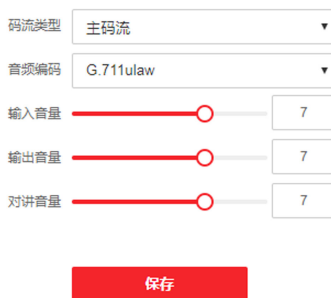 码流类型 主码流
音频编码 G.711ulaw
输入音量 7
输出音量 7
对讲音量 7
保存